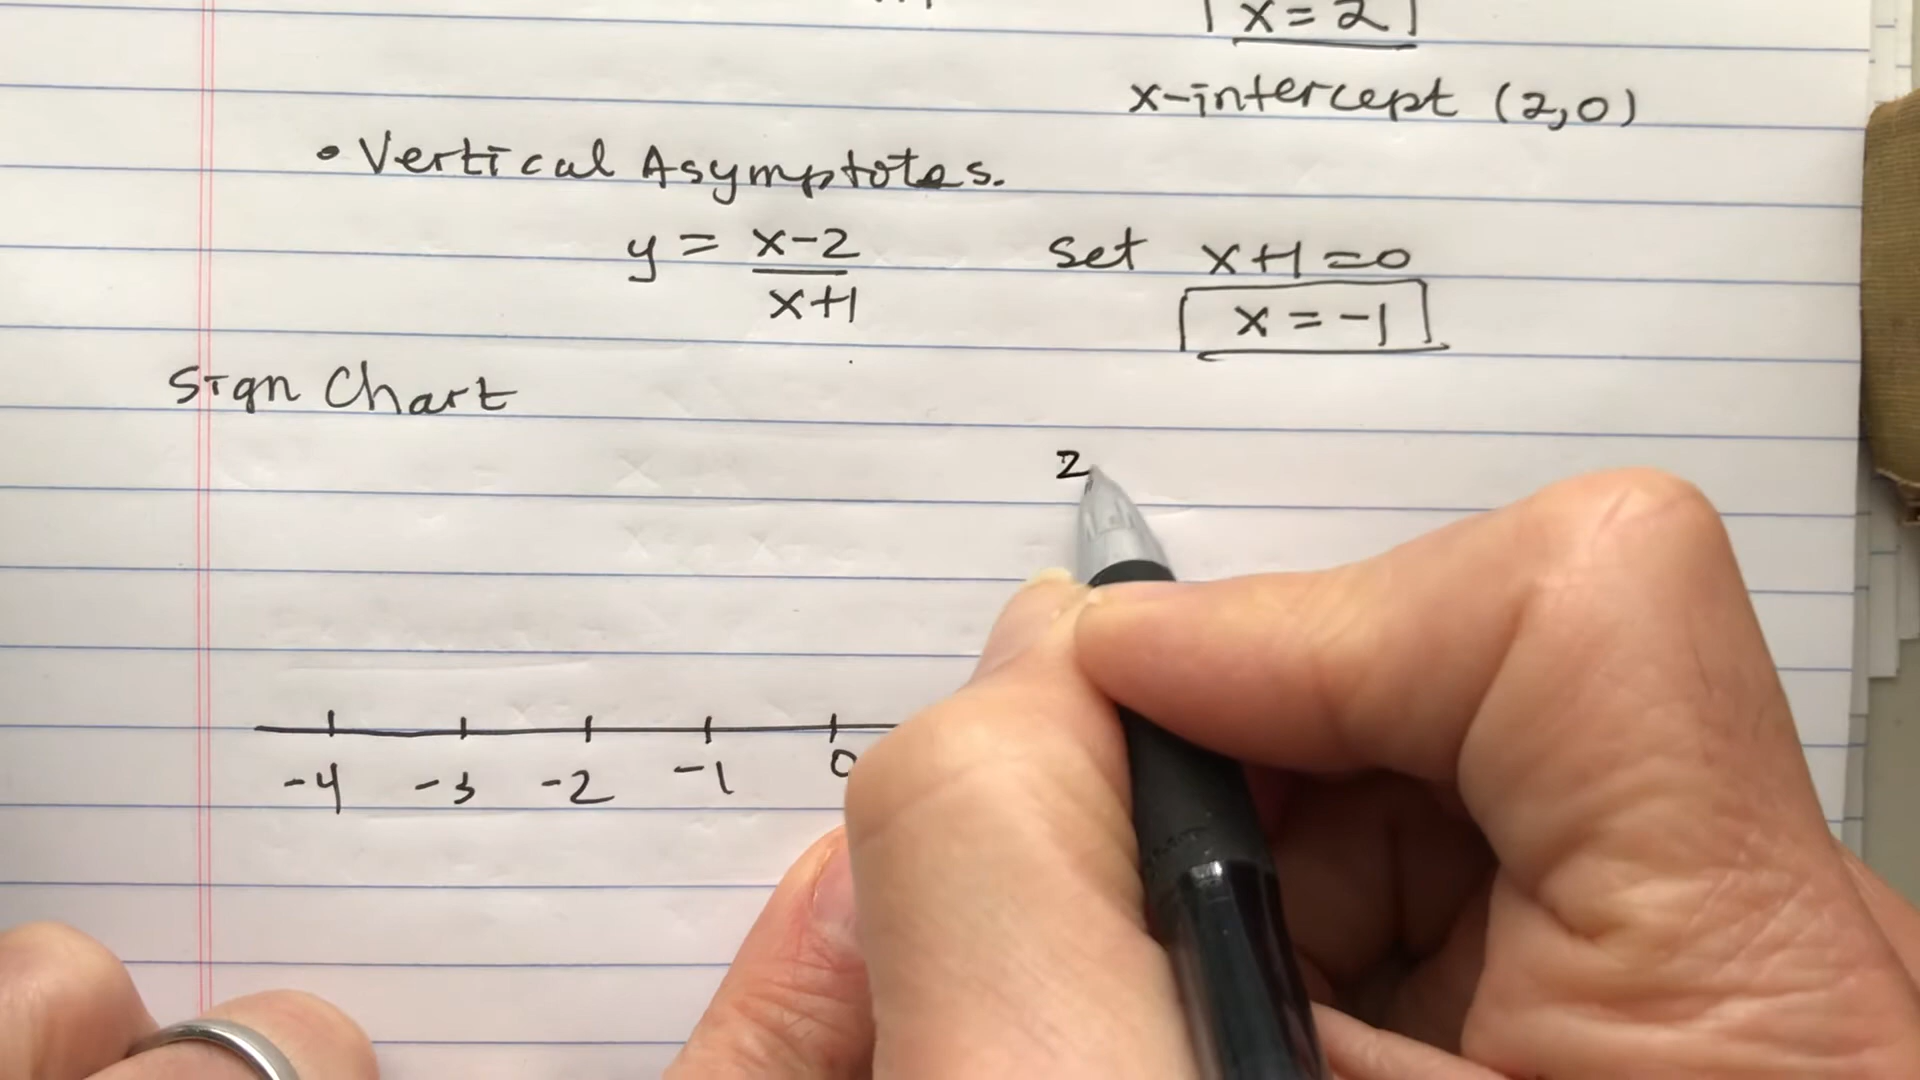 x = 2
x-intercept (2,0)
• Vertical Asymptotes.
y = x-2 / x+1 set x+1=0
x = -1
Sign Chart
2
-4 -3 -2 -1 0